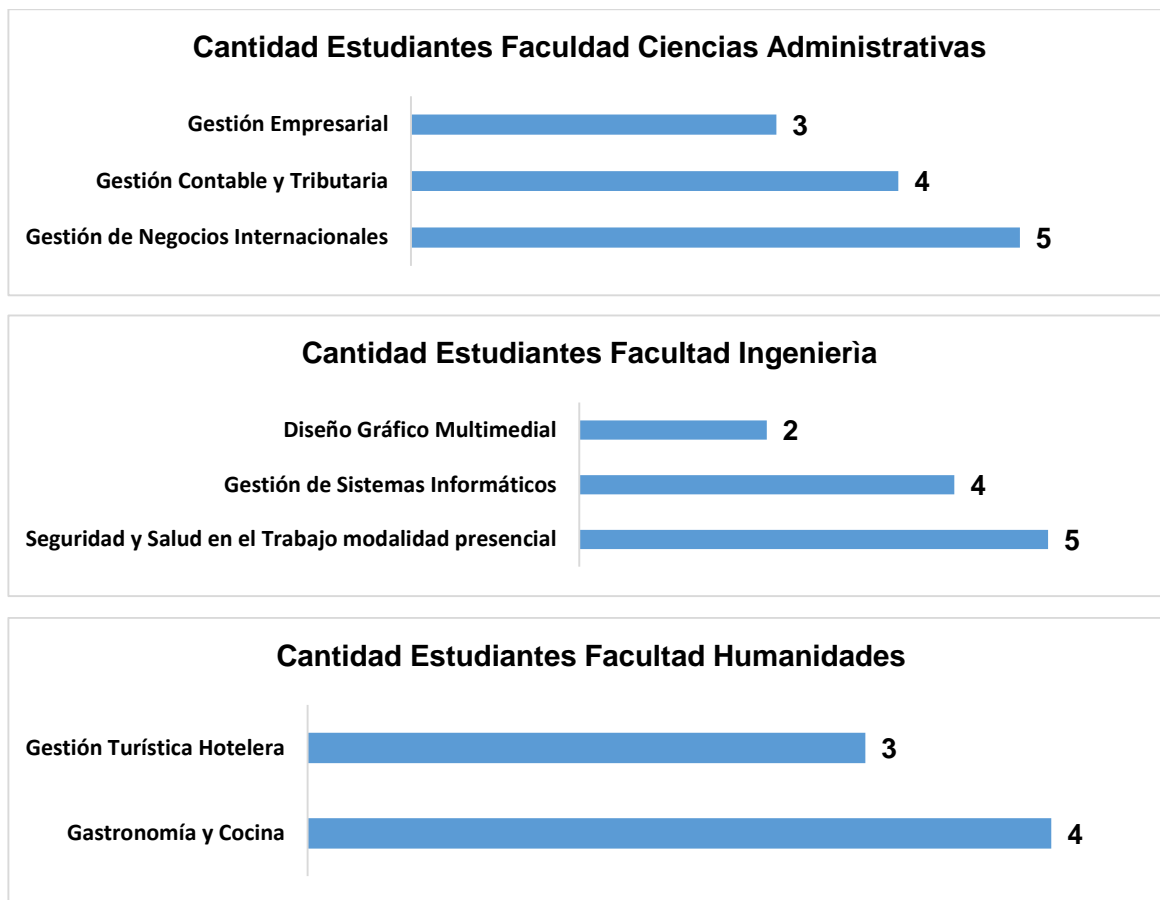 Cantidad Estudiantes Faculdad Ciencias Administrativas
Gestión Empresarial 3
Gestión Contable y Tributaria 4
Gestión de Negocios Internacionales 5
Cantidad Estudiantes Facultad Ingenierìa
Diseño Gráfico Multimedial 2
Gestión de Sistemas Informáticos 4
Seguridad y Salud en el Trabajo modalidad presencial 5
Cantidad Estudiantes Facultad Humanidades
Gestión Turística Hotelera 3
Gastronomía y Cocina 4